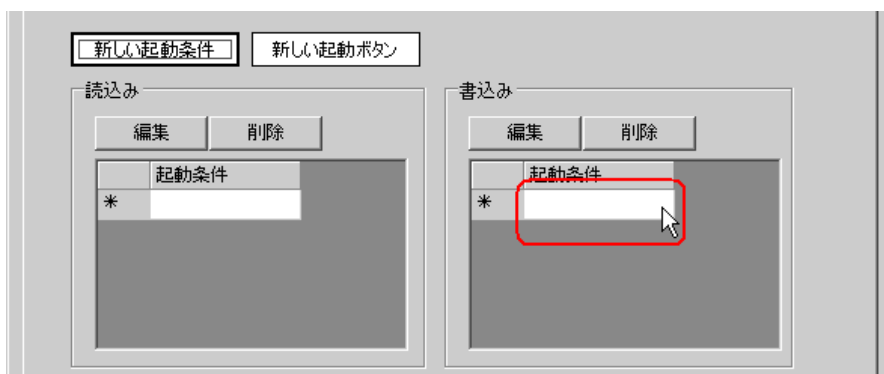 新しい起動条件 新しい起動ボタン
読込み 書込み
編集 削除 編集 削除
起動条件 起動条件
* *